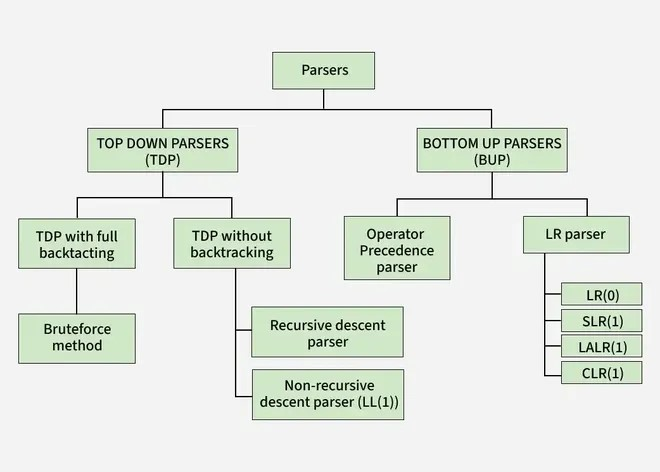 Parsers
TOP DOWN PARSERS
(TDP)
BOTTOM UP PARSERS
(BUP)
TDP with full
backtacting
TDP without
backtracking
Operator
Precedence
parser
LR parser
Bruteforce
method
Recursive descent
parser
Non-recursive
descent parser (LL(1))
LR(0)
SLR(1)
LALR(1)
CLR(1)